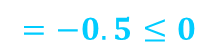 = −0.5 ≤ 0